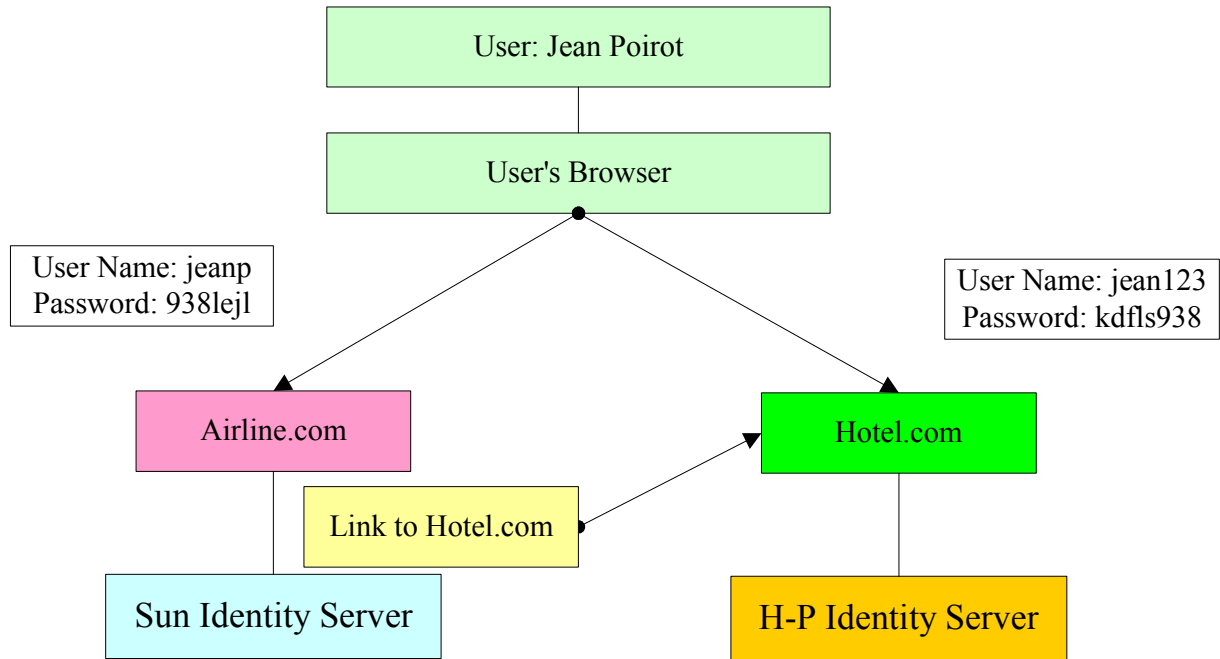 User: Jean Poirot
User's Browser
User Name: jeanp
Password: 938lejl
User Name: jean123
Password: kdfls938
Airline.com
Hotel.com
Link to Hotel.com
Sun Identity Server
H-P Identity Server